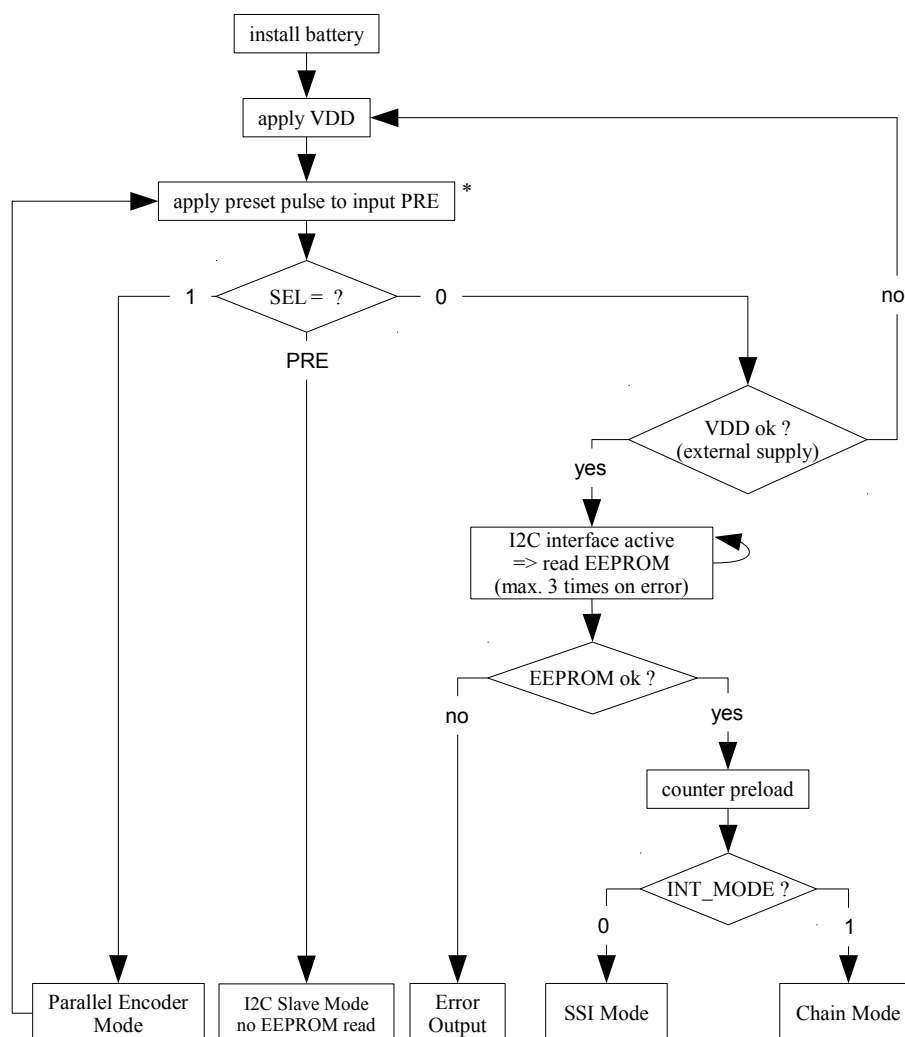 install battery
apply VDD
apply preset pulse to input PRE
*
1
SEL = ?
0
no
PRE
VDD ok ?
(external supply)
yes
I2C interface active
=> read EEPROM
(max. 3 times on error)
EEPROM ok ?
no
yes
counter preload
INT_MODE ?
0
1
Parallel Encoder
Mode
I2C Slave Mode
no EEPROM read
Error
Output
SSI Mode
Chain Mode